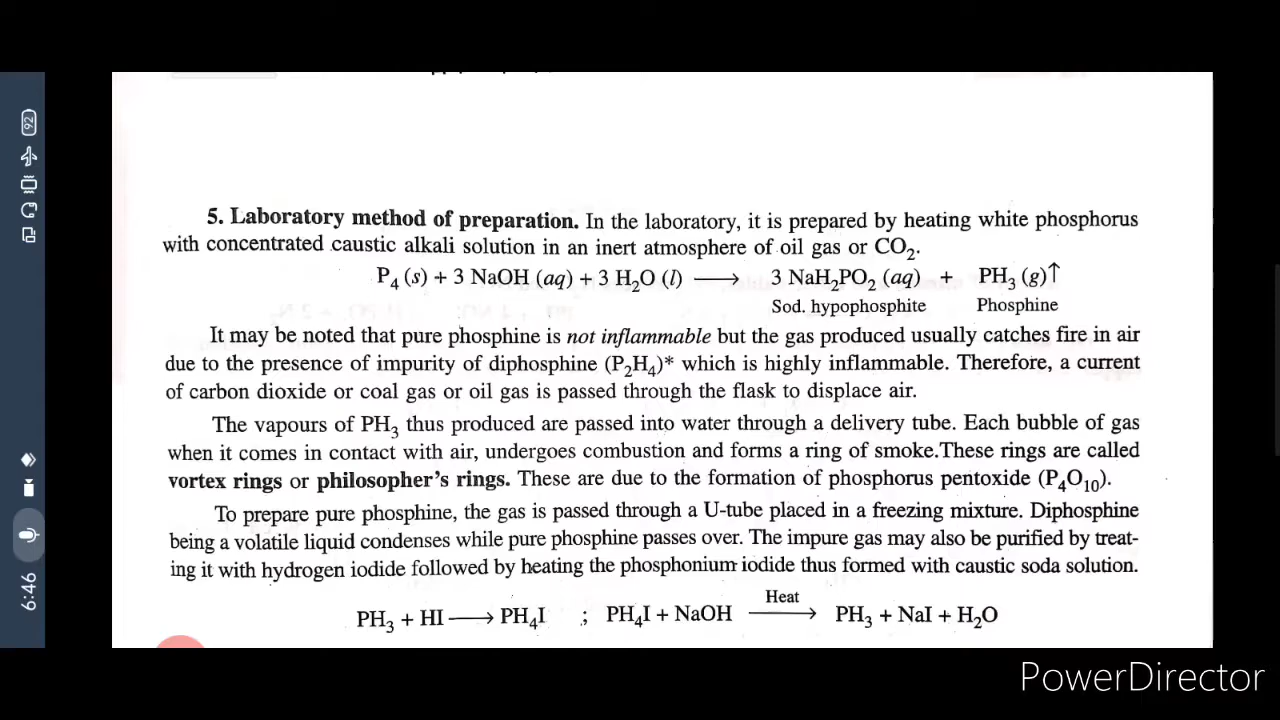 5. Laboratory method of preparation. In the laboratory, it is prepared by heating white phosphorus
with concentrated caustic alkali solution in an inert atmosphere of oil gas or CO₂.
P₄ (s) + 3 NaOH (aq) + 3 H₂O (l) ⟶ 3 NaH₂PO₂ (aq) + PH₃ (g)↑
Sod. hypophosphite Phosphine
It may be noted that pure phosphine is not inflammable but the gas produced usually catches fire in air
due to the presence of impurity of diphosphine (P₂H₄)* which is highly inflammable. Therefore, a current
of carbon dioxide or coal gas or oil gas is passed through the flask to displace air.
The vapours of PH₃ thus produced are passed into water through a delivery tube. Each bubble of gas
when it comes in contact with air, undergoes combustion and forms a ring of smoke.These rings are called
vortex rings or philosopher's rings. These are due to the formation of phosphorus pentoxide (P₄O₁₀).
To prepare pure phosphine, the gas is passed through a U-tube placed in a freezing mixture. Diphosphine
being a volatile liquid condenses while pure phosphine passes over. The impure gas may also be purified by treat-
ing it with hydrogen iodide followed by heating the phosphonium iodide thus formed with caustic soda solution.
Heat
PH₃ + HI ⟶ PH₄I ; PH₄I + NaOH ⟶ PH₃ + NaI + H₂O
6:46
92
PowerDirector